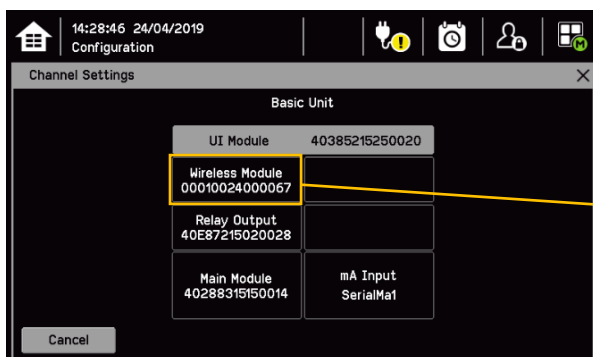 14:28:46 24/04/2019
Configuration
M
Channel Settings
Basic Unit
UI Module 40385215250020
Wireless Module
00010024000067
Relay Output
40E87215020028
Main Module
40288315150014
mA Input
SerialMa1
Cancel